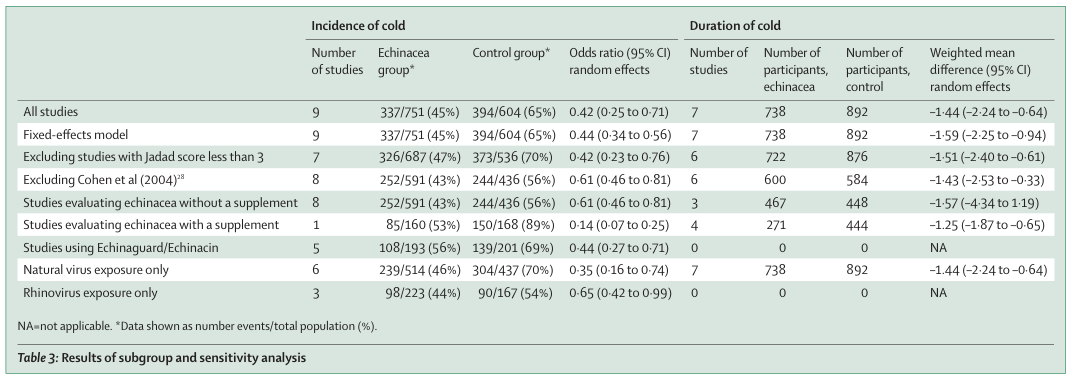 Incidence of cold Duration of cold
Number of studies Echinacea group* Control group* Odds ratio (95% CI) random effects Number of studies Number of participants, echinacea Number of participants, control Weighted mean difference (95% CI) random effects
All studies 9 337/751 (45%) 394/604 (65%) 0·42 (0·25 to 0·71) 7 738 892 –1·44 (–2·24 to –0·64)
Fixed-effects model 9 337/751 (45%) 394/604 (65%) 0·44 (0·34 to 0·56) 7 738 892 –1·59 (–2·25 to –0·94)
Excluding studies with Jadad score less than 3 7 326/687 (47%) 373/536 (70%) 0·42 (0·23 to 0·76) 6 722 876 –1·51 (–2·40 to –0·61)
Excluding Cohen et al (2004)²⁸ 8 252/591 (43%) 244/436 (56%) 0·61 (0·46 to 0·81) 6 600 584 –1·43 (–2·53 to –0·33)
Studies evaluating echinacea without a supplement 8 252/591 (43%) 244/436 (56%) 0·61 (0·46 to 0·81) 3 467 448 –1·57 (–4·34 to 1·19)
Studies evaluating echinacea with a supplement 1 85/160 (53%) 150/168 (89%) 0·14 (0·07 to 0·25) 4 271 444 –1·25 (–1·87 to –0·65)
Studies using Echinaguard/Echinacin 5 108/193 (56%) 139/201 (69%) 0·44 (0·27 to 0·71) 0 0 0 NA
Natural virus exposure only 6 239/514 (46%) 304/437 (70%) 0·35 (0·16 to 0·74) 7 738 892 –1·44 (–2·24 to –0·64)
Rhinovirus exposure only 3 98/223 (44%) 90/167 (54%) 0·65 (0·42 to 0·99) 0 0 0 NA
NA=not applicable. *Data shown as number events/total population (%).
Table 3: Results of subgroup and sensitivity analysis